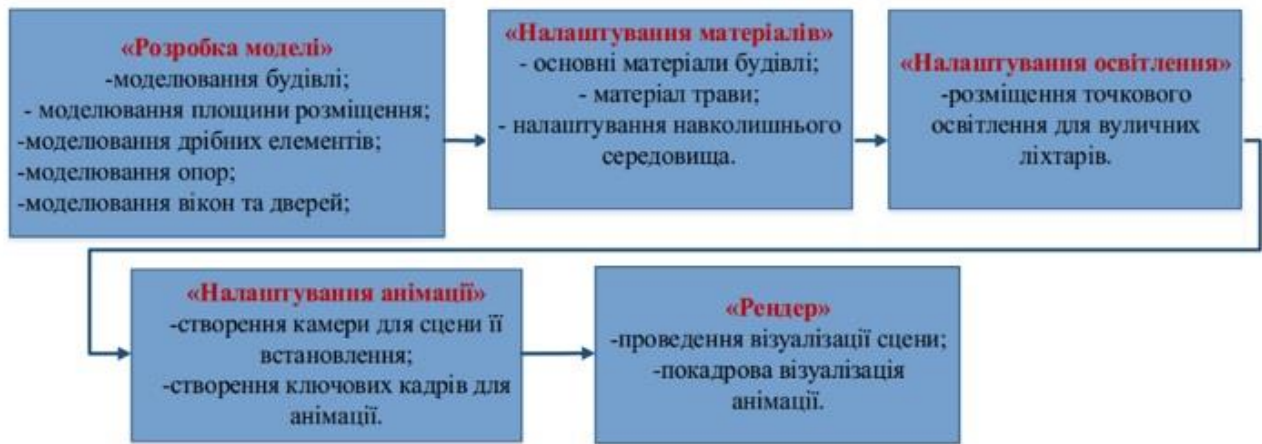 «Розробка моделі»
-моделювання будівлі;
- моделювання площини розміщення;
-моделювання дрібних елементів;
-моделювання опор;
-моделювання вікон та дверей;
«Налаштування матеріалів»
- основні матеріали будівлі;
- матеріал трави;
- налаштування навколишнього
середовища.
«Налаштування освітлення»
-розміщення точкового
освітлення для вуличних
ліхтарів.
«Налаштування анімації»
-створення камери для сцени її
встановлення;
-створення ключових кадрів для
анімації.
«Рендер»
-проведення візуалізації сцени;
-покадрова візуалізація
анімації.